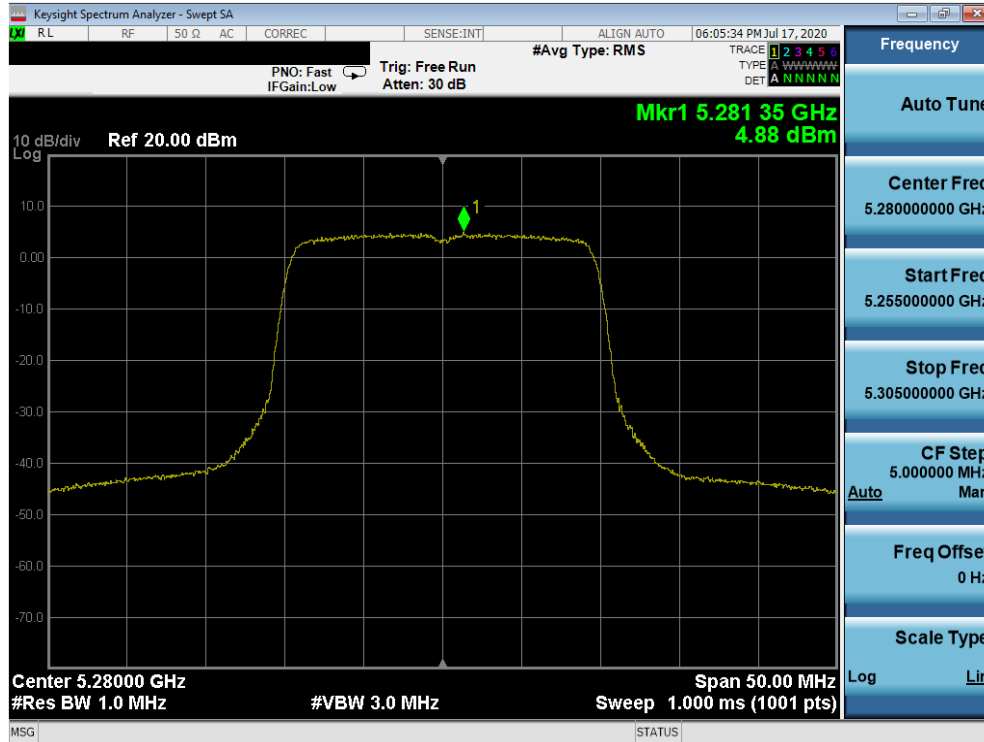 Keysight Spectrum Analyzer - Swept SA
LXI RL RF 50 Ω AC CORREC SENSE:INT ALIGN AUTO 06:05:34 PM Jul 17, 2020
#Avg Type: RMS
TRACE 1 2 3 4 5 6
TYPE A WWWWW
DET A N N N N N
PNO: Fast
IFGain:Low
Trig: Free Run
Atten: 30 dB
Mkr1 5.281 35 GHz
4.88 dBm
10 dB/div Ref 20.00 dBm
Log
1
10.0
0.00
-10.0
-20.0
-30.0
-40.0
-50.0
-60.0
-70.0
Center 5.28000 GHz Span 50.00 MHz
#Res BW 1.0 MHz #VBW 3.0 MHz Sweep 1.000 ms (1001 pts)
MSG STATUS
Frequency
Auto Tune
Center Freq
5.280000000 GHz
Start Freq
5.255000000 GHz
Stop Freq
5.305000000 GHz
CF Step
5.000000 MHz
Auto Man
Freq Offset
0 Hz
Scale Type
Log Lin